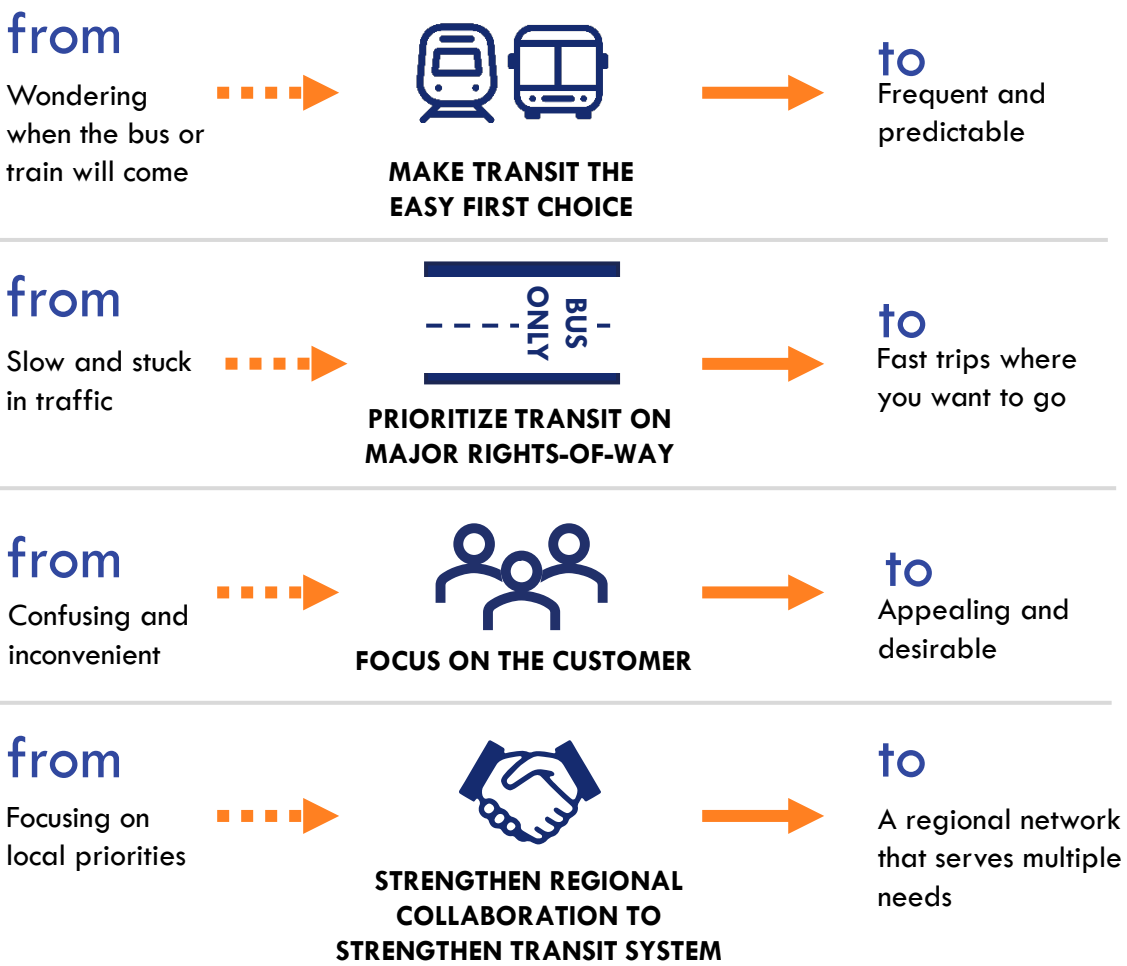 from
Wondering
when the bus or
train will come
MAKE TRANSIT THE
EASY FIRST CHOICE
to
Frequent and
predictable
from
Slow and stuck
in traffic
BUS
ONLY
PRIORITIZE TRANSIT ON
MAJOR RIGHTS-OF-WAY
to
Fast trips where
you want to go
from
Confusing and
inconvenient
FOCUS ON THE CUSTOMER
to
Appealing and
desirable
from
Focusing on
local priorities
STRENGTHEN REGIONAL
COLLABORATION TO
STRENGTHEN TRANSIT SYSTEM
to
A regional network
that serves multiple
needs